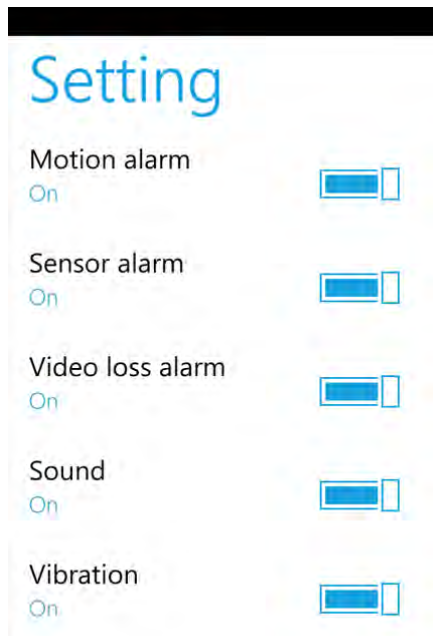 Setting
Motion alarm
On
Sensor alarm
On
Video loss alarm
On
Sound
On
Vibration
On